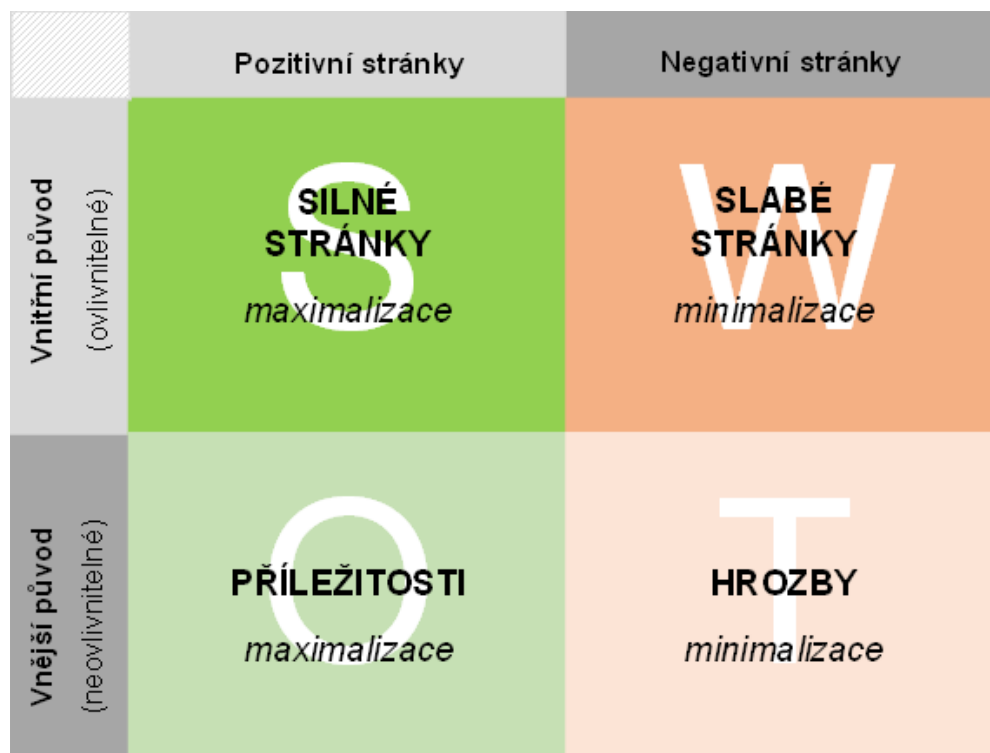 Pozitivní stránky
Negativní stránky
Vnitřní původ
(ovlivnitelné)
S
SILNÉ
STRÁNKY
maximalizace
W
SLABÉ
STRÁNKY
minimalizace
Vnější původ
(neovlivnitelné)
O
PŘÍLEŽITOSTI
maximalizace
T
HROZBY
minimalizace